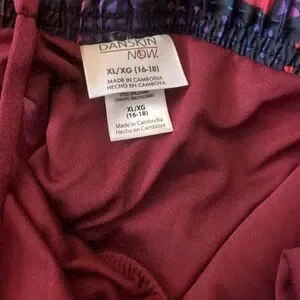 DANSKIN
NOW.
XL/XG (16-18)
MADE IN CAMBODIA
HECHO EN CAMBOYA
XL/XG
(16-18)
Made in Cambodia
Hecho en Camboya